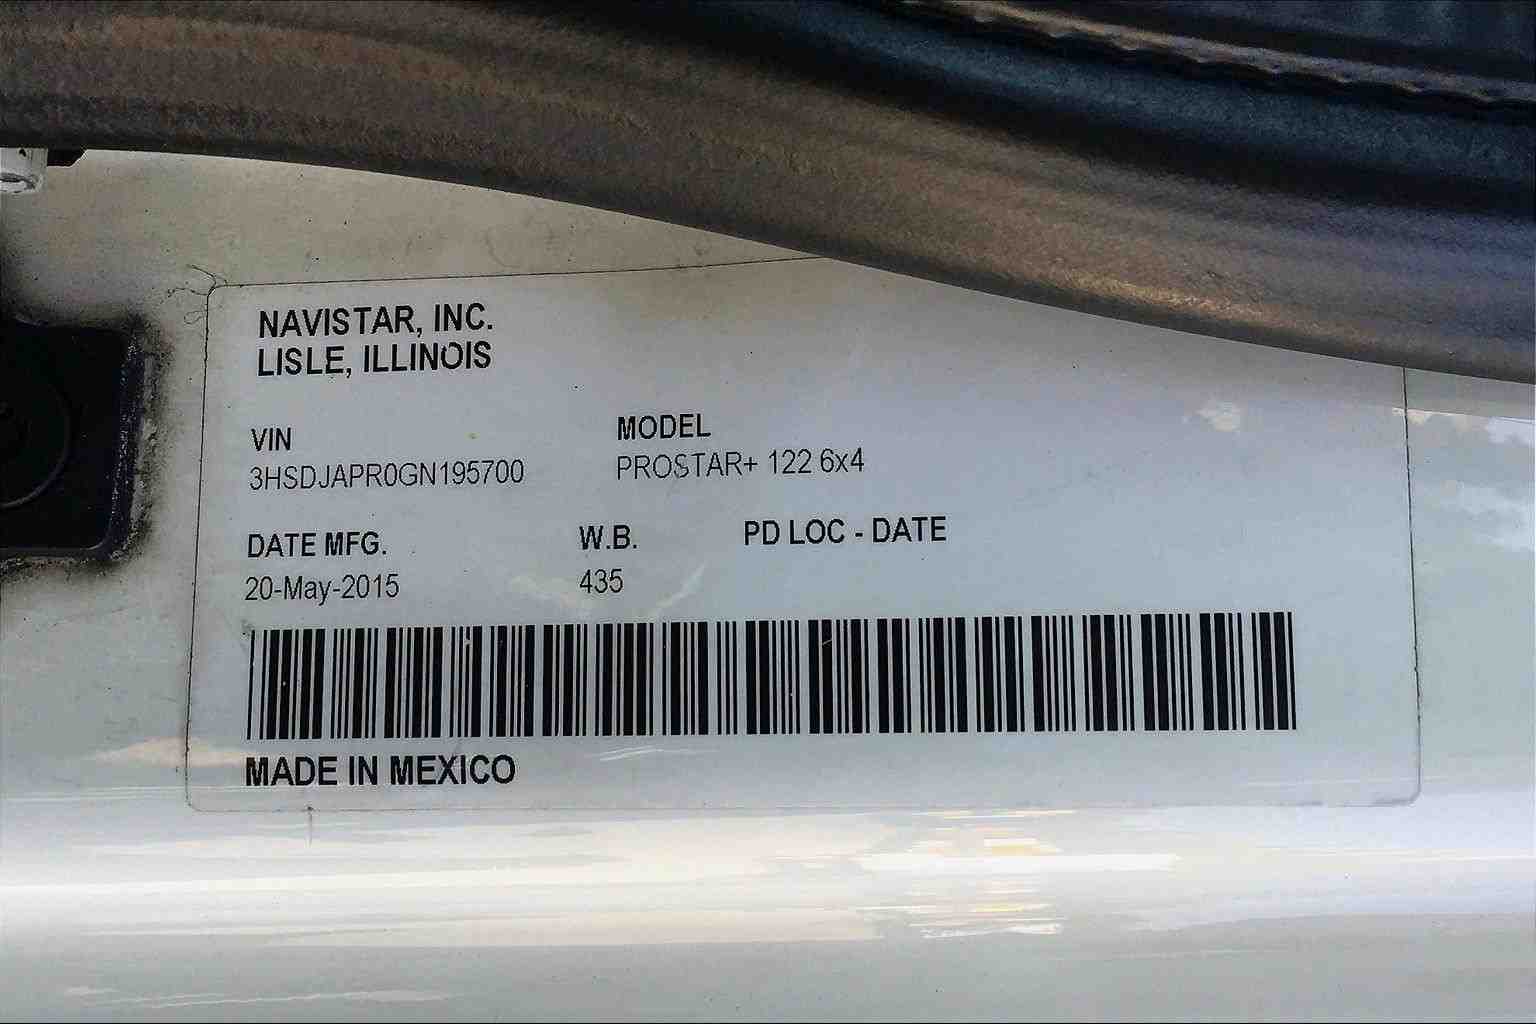 NAVISTAR, INC.
LISLE, ILLINOIS
VIN MODEL
3HSDJAPR0GN195700 PROSTAR+ 122 6x4
DATE MFG. W.B. PD LOC - DATE
20-May-2015 435
MADE IN MEXICO